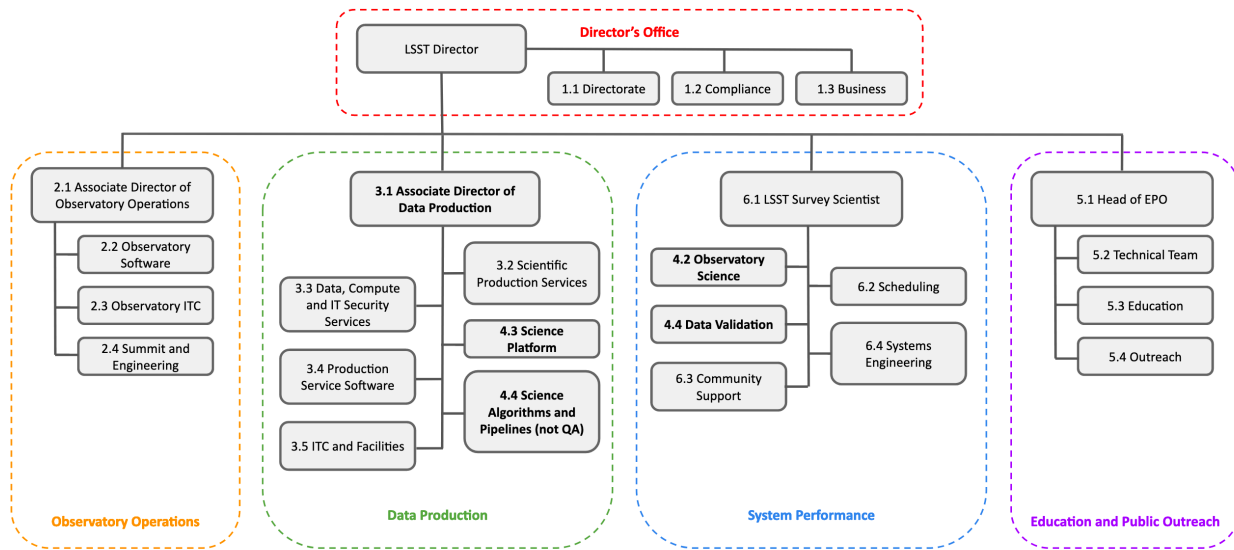 Director's Office
LSST Director
1.1 Directorate
1.2 Compliance
1.3 Business
2.1 Associate Director of
Observatory Operations
2.2 Observatory
Software
2.3 Observatory ITC
2.4 Summit and
Engineering
Observatory Operations
3.1 Associate Director of
Data Production
3.2 Scientific
Production Services
3.3 Data, Compute
and IT Security
Services
4.3 Science
Platform
3.4 Production
Service Software
4.4 Science
Algorithms and
Pipelines (not QA)
3.5 ITC and Facilities
Data Production
6.1 LSST Survey Scientist
4.2 Observatory
Science
6.2 Scheduling
4.4 Data Validation
6.4 Systems
Engineering
6.3 Community
Support
System Performance
5.1 Head of EPO
5.2 Technical Team
5.3 Education
5.4 Outreach
Education and Public Outreach